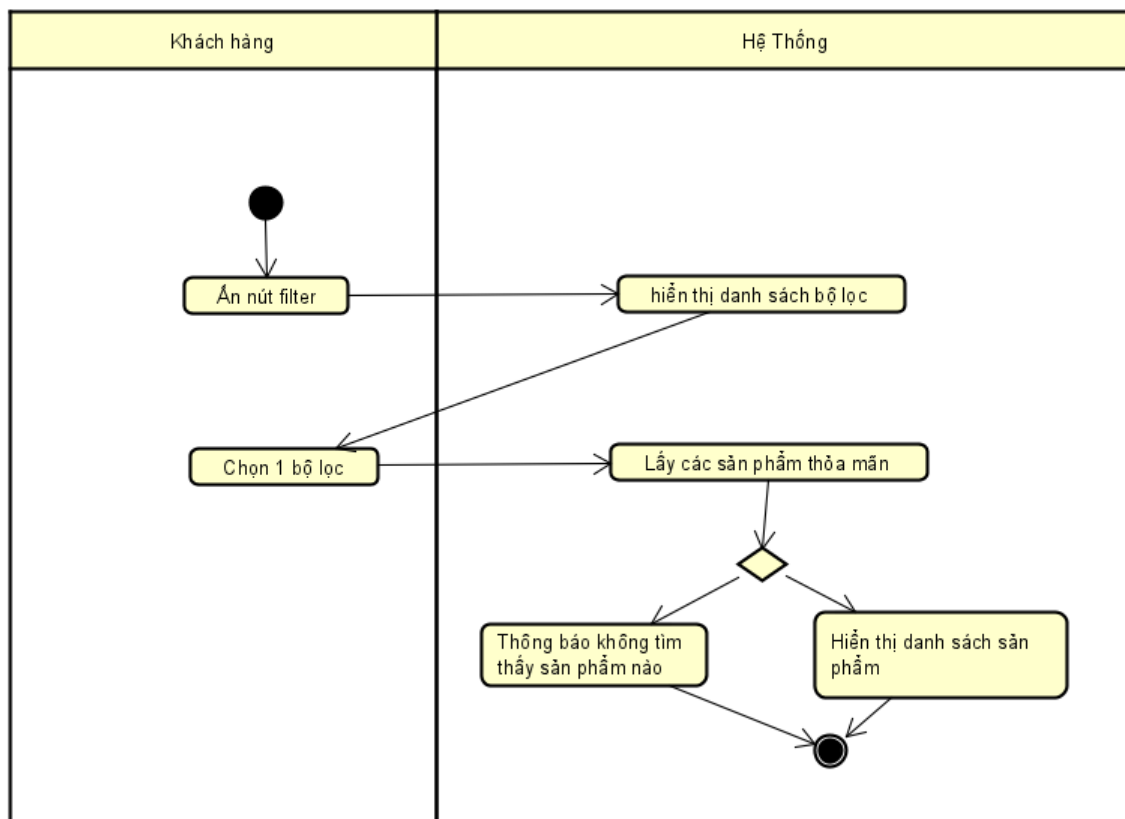 Khách hàng
Hệ Thống
Ấn nút filter
hiển thị danh sách bộ lọc
Chọn 1 bộ lọc
Lấy các sản phẩm thỏa mãn
Thông báo không tìm
thấy sản phẩm nào
Hiển thị danh sách sản
phẩm